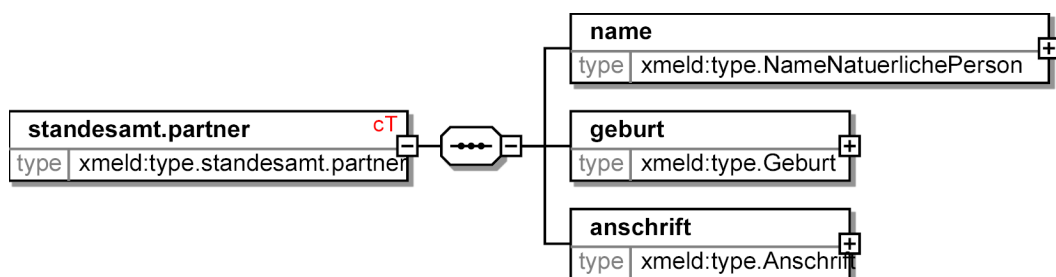 name
type xmeld:type.NameNatuerlichePerson
standesamt.partner cT
type xmeld:type.standesamt.partner
geburt
type xmeld:type.Geburt
anschrift
type xmeld:type.Anschrift